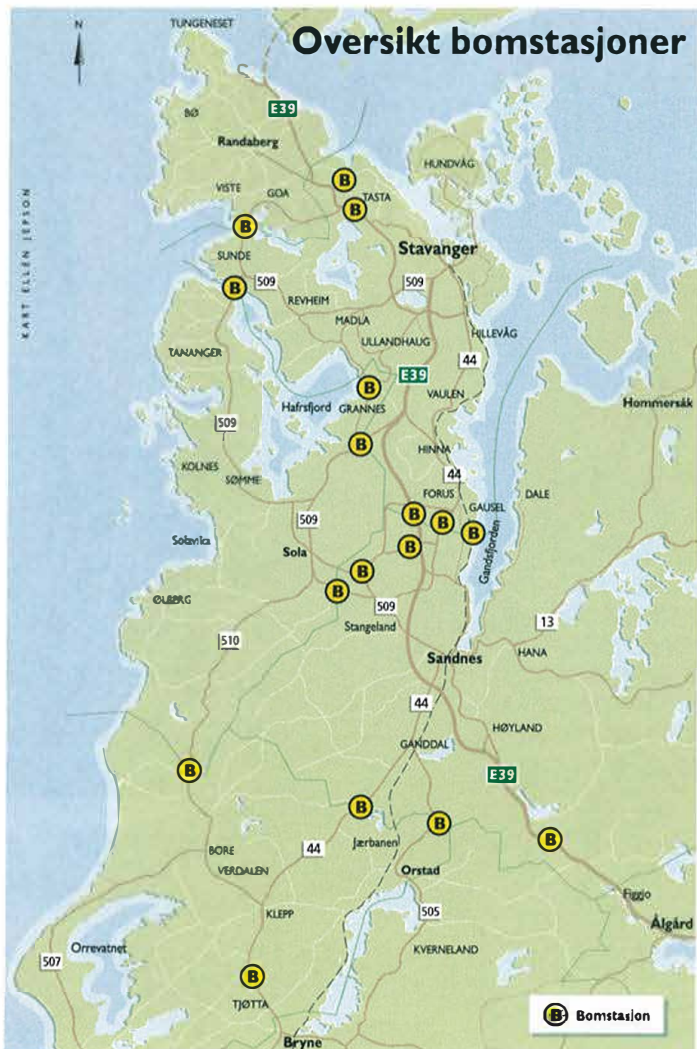 TUNGENESET
N
Oversikt bomstasjoner
E39
BØ
Randaberg
HUNDVÅG
VISTE
GOA
B
TASTA
B
B
KART ELLEN JEPSON
Stavanger
SUNDE
B
509
509
REVHEIM
MADLA
HILLEVÅG
ULLANDHAUG
TANANGER
44
E39
B
VAULEN
Hafrsfjord
GRANNES
Hommersåk
509
B
HINNA
KOLNES
SØMME
44
FORUS
DALE
GAUSEL
B
B
B
509
Gandsfjorden
Solavika
Sola
B
B
B
ØLBERG
509
13
Stangeland
510
HANA
Sandnes
44
HØYLAND
GANDDAL
B
E39
B
B
B
Jærbanen
44
BORE
VERDALEN
Orstad
Figgjo
KLEPP
505
Ålgård
Orrevatnet
KVERNELAND
507
B
TJØTTA
B Bomstasjon
Bryne